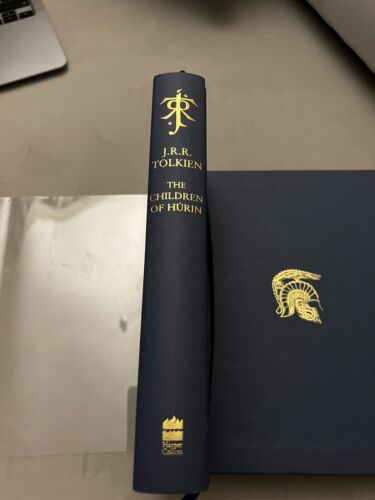 J.R.R.
TOLKIEN
THE
CHILDREN
OF HÚRIN
Harper
Collins